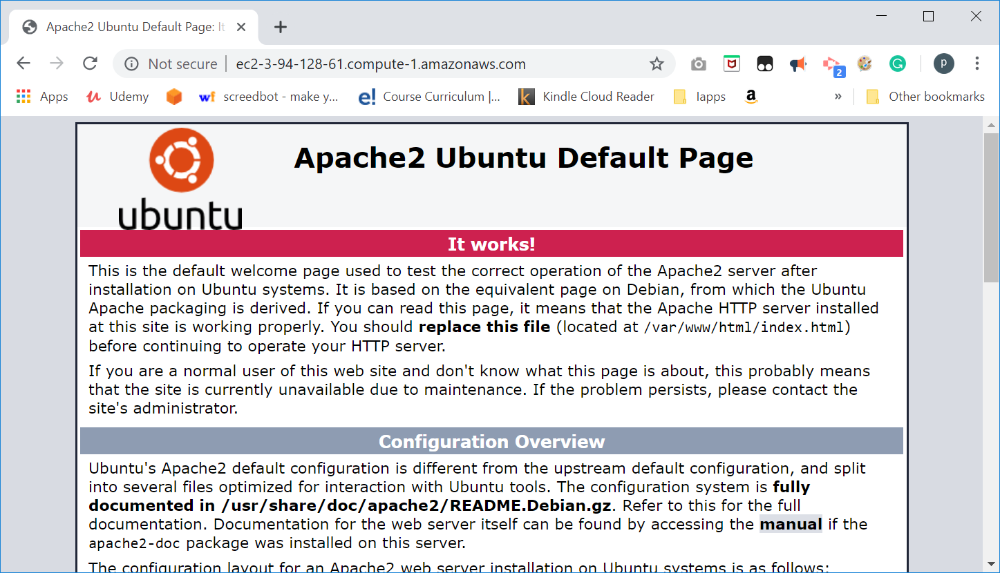 Apache2 Ubuntu Default Page: It
Not secure | ec2-3-94-128-61.compute-1.amazonaws.com
2
p
Apps
Udemy
wf screedbot - make y...
e! Course Curriculum |...
k Kindle Cloud Reader
Iapps
a
»
Other bookmarks
ubuntu
Apache2 Ubuntu Default Page
It works!
This is the default welcome page used to test the correct operation of the Apache2 server after
installation on Ubuntu systems. It is based on the equivalent page on Debian, from which the Ubuntu
Apache packaging is derived. If you can read this page, it means that the Apache HTTP server installed
at this site is working properly. You should replace this file (located at /var/www/html/index.html)
before continuing to operate your HTTP server.
If you are a normal user of this web site and don't know what this page is about, this probably means
that the site is currently unavailable due to maintenance. If the problem persists, please contact the
site's administrator.
Configuration Overview
Ubuntu's Apache2 default configuration is different from the upstream default configuration, and split
into several files optimized for interaction with Ubuntu tools. The configuration system is fully
documented in /usr/share/doc/apache2/README.Debian.gz. Refer to this for the full
documentation. Documentation for the web server itself can be found by accessing the manual if the
apache2-doc package was installed on this server.
The configuration layout for an Apache2 web server installation on Ubuntu systems is as follows: